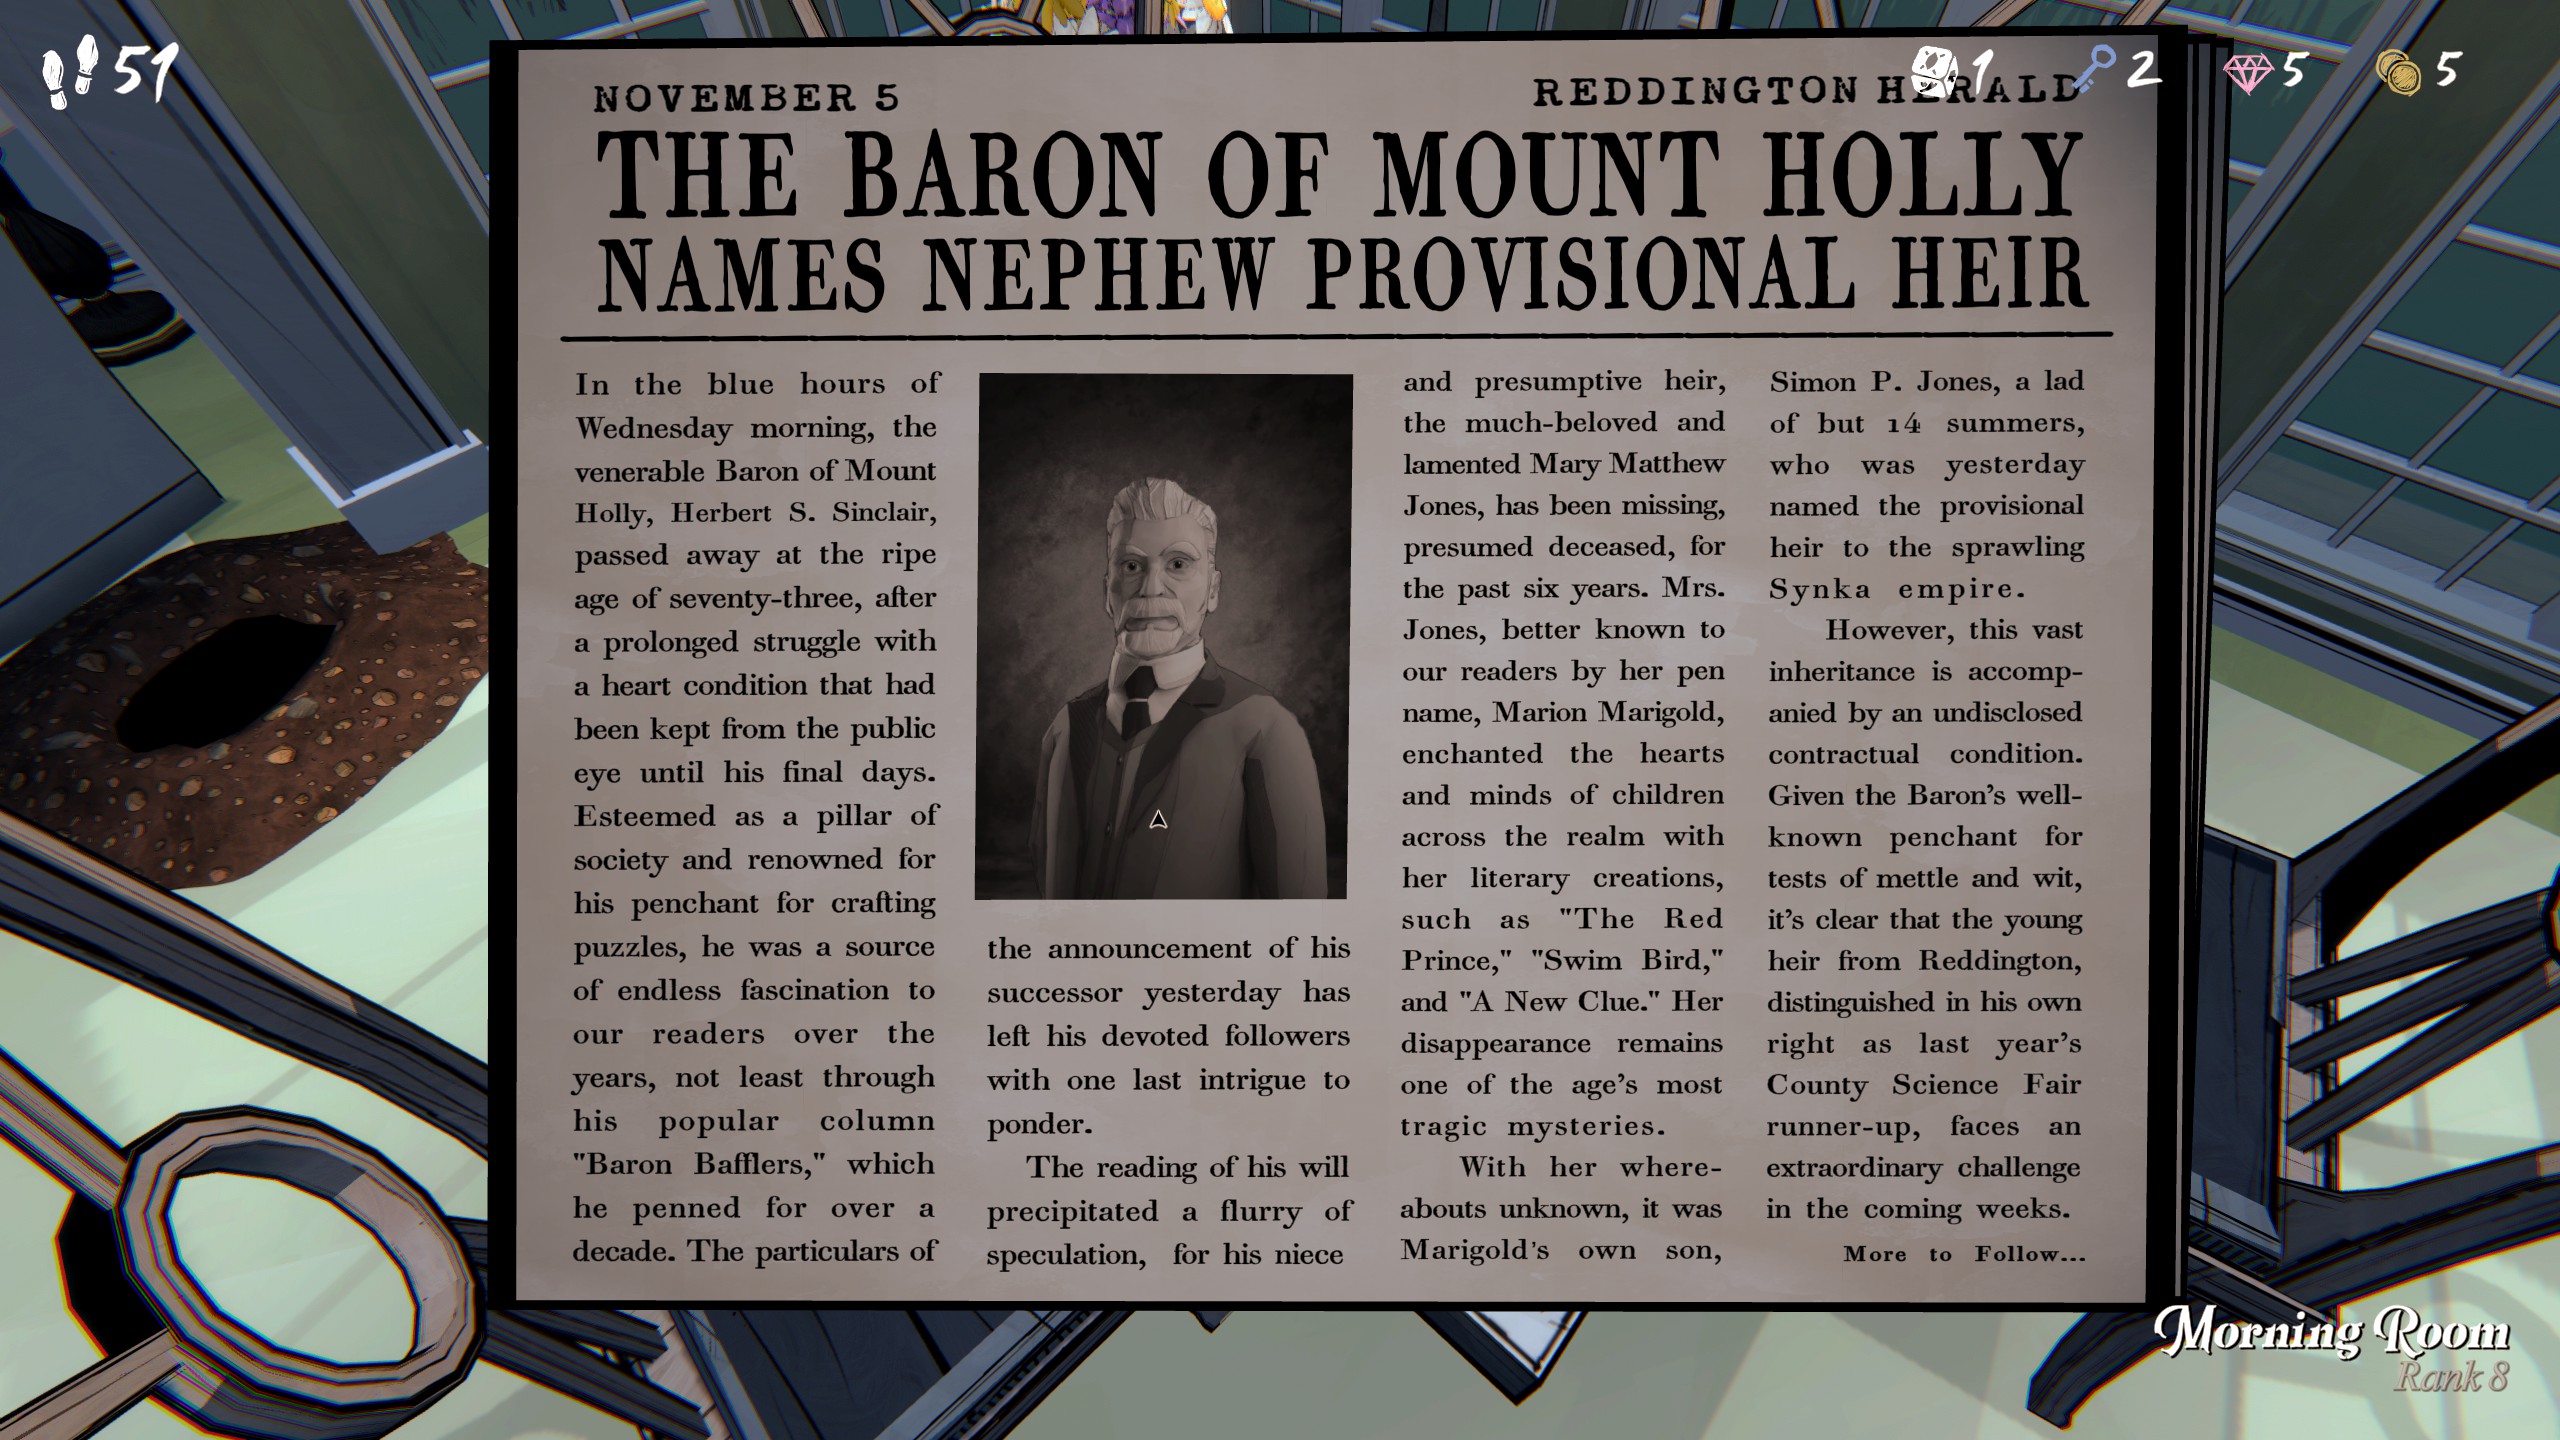 51
1
2
5
5
NOVEMBER 5
REDDINGTON HERALD
THE BARON OF MOUNT HOLLY
NAMES NEPHEW PROVISIONAL HEIR
In the blue hours of
Wednesday morning, the
venerable Baron of Mount
Holly, Herbert S. Sinclair,
passed away at the ripe
age of seventy-three, after
a prolonged struggle with
a heart condition that had
been kept from the public
eye until his final days.
Esteemed as a pillar of
society and renowned for
his penchant for crafting
puzzles, he was a source
of endless fascination to
our readers over the
years, not least through
his popular column
"Baron Bafflers," which
he penned for over a
decade. The particulars of
the announcement of his
successor yesterday has
left his devoted followers
with one last intrigue to
ponder.
The reading of his will
precipitated a flurry of
speculation, for his niece
and presumptive heir,
the much-beloved and
lamented Mary Matthew
Jones, has been missing,
presumed deceased, for
the past six years. Mrs.
Jones, better known to
our readers by her pen
name, Marion Marigold,
enchanted the hearts
and minds of children
across the realm with
her literary creations,
such as "The Red
Prince," "Swim Bird,"
and "A New Clue." Her
disappearance remains
one of the age's most
tragic mysteries.
With her where-
abouts unknown, it was
Marigold's own son,
Simon P. Jones, a lad
of but 14 summers,
who was yesterday
named the provisional
heir to the sprawling
Synka empire.
However, this vast
inheritance is accomp-
anied by an undisclosed
contractual condition.
Given the Baron's well-
known penchant for
tests of mettle and wit,
it's clear that the young
heir from Reddington,
distinguished in his own
right as last year's
County Science Fair
runner-up, faces an
extraordinary challenge
in the coming weeks.
More to Follow...
Morning Room
Rank 8